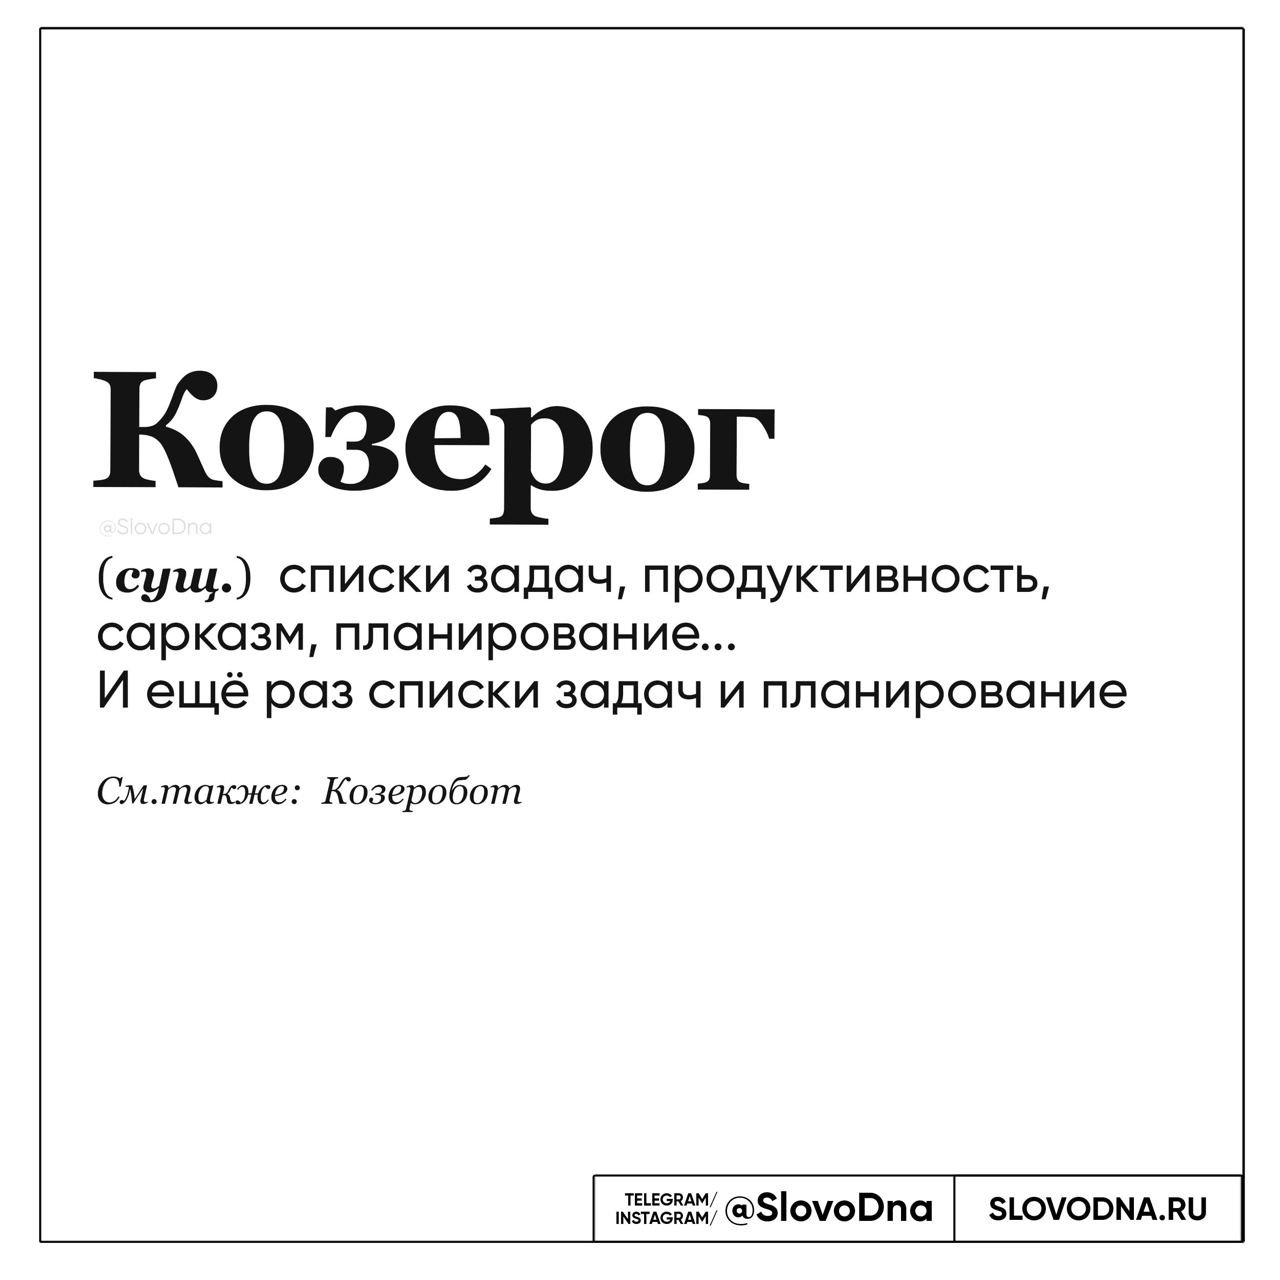 Козерог
@SlovoDna
(сущ.) списки задач, продуктивность,
сарказм, планирование...
И ещё раз списки задач и планирование
См.также: Козеробот
TELEGRAM/
INSTAGRAM/
@SlovoDna
SLOVODNA.RU